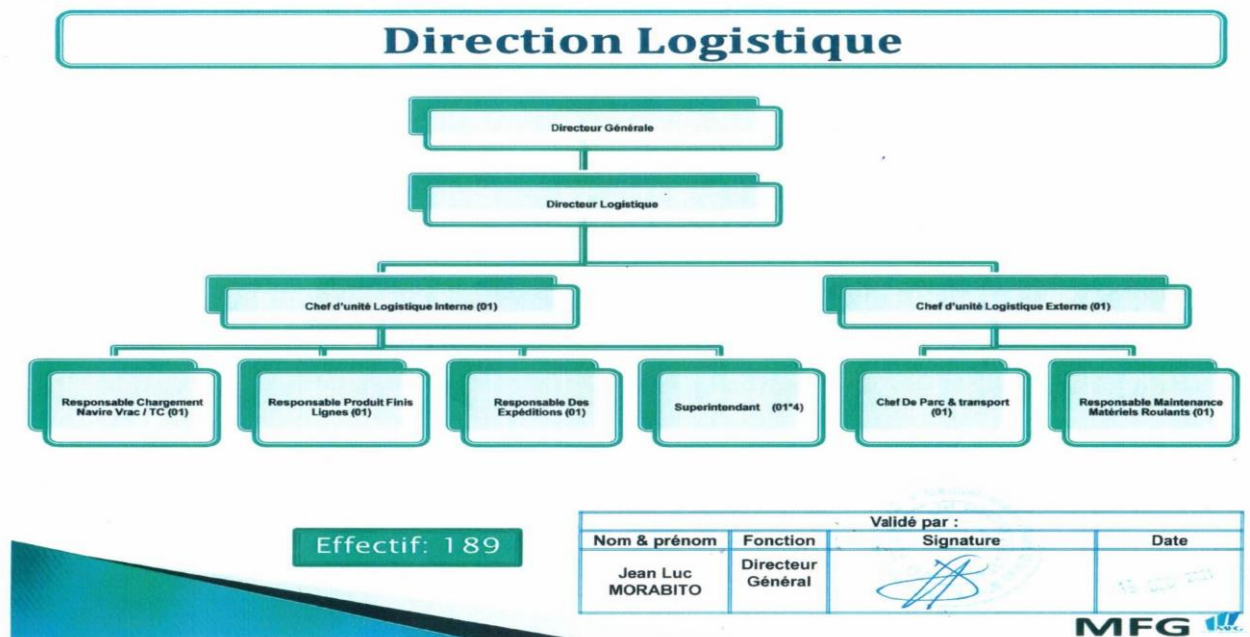 Direction Logistique
Directeur Générale
Directeur Logistique
Chef d'unité Logistique Interne (01)
Chef d'unité Logistique Externe (01)
Responsable Chargement
Navire Vrac / TC (01)
Responsable Produit Finis
Lignes (01)
Responsable Des
Expéditions (01)
Superintendant (01*4)
Chef De Parc & transport
(01)
Responsable Maintenance
Matériels Roulants (01)
Effectif: 189
Validé par :
Nom & prénom
Fonction
Signature
Date
Jean Luc
MORABITO
Directeur
Général
MFG
MFG